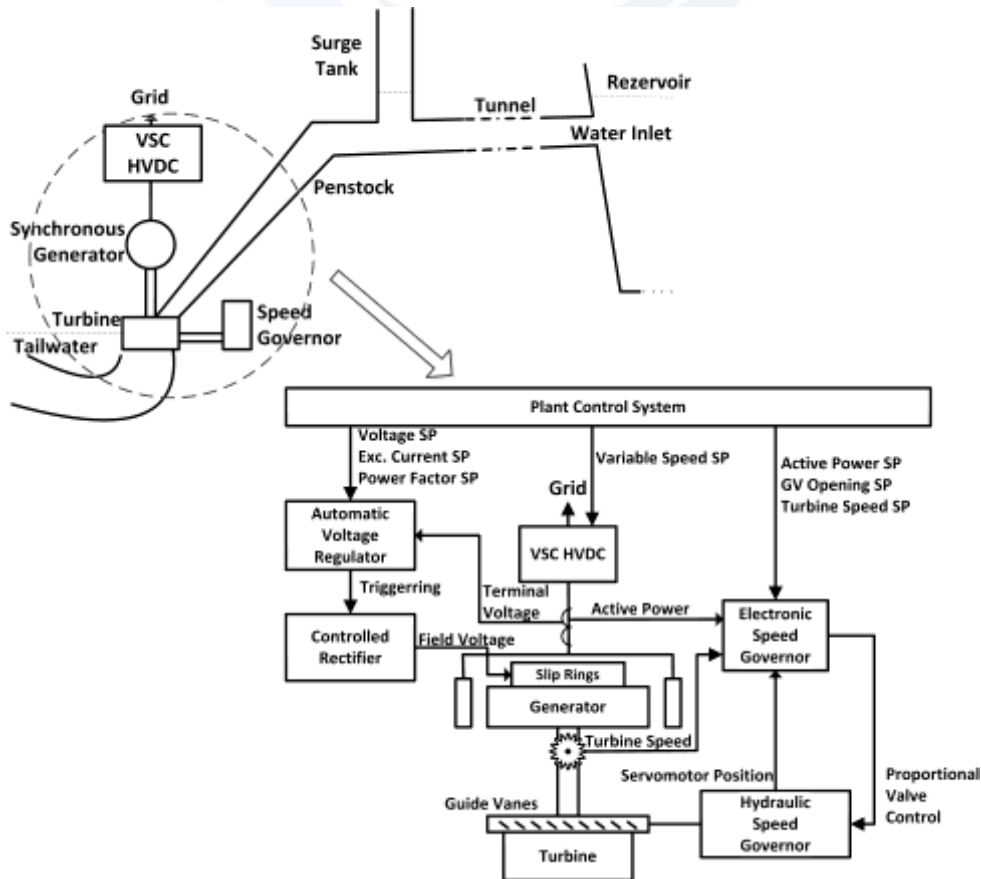 Surge
Tank
Rezervoir
Grid
Tunnel
VSC
HVDC
Water Inlet
Penstock
Synchronous
Generator
Turbine
Speed
Governor
Tailwater
Plant Control System
Voltage SP
Exc. Current SP
Power Factor SP
Variable Speed SP
Active Power SP
GV Opening SP
Turbine Speed SP
Grid
Automatic
Voltage
Regulator
VSC HVDC
Triggerring
Terminal
Voltage
Active Power
Electronic
Speed
Governor
Controlled
Rectifier
Field Voltage
Slip Rings
Generator
Turbine Speed
Servomotor Position
Proportional
Valve
Control
Guide Vanes
Hydraulic
Speed
Governor
Turbine